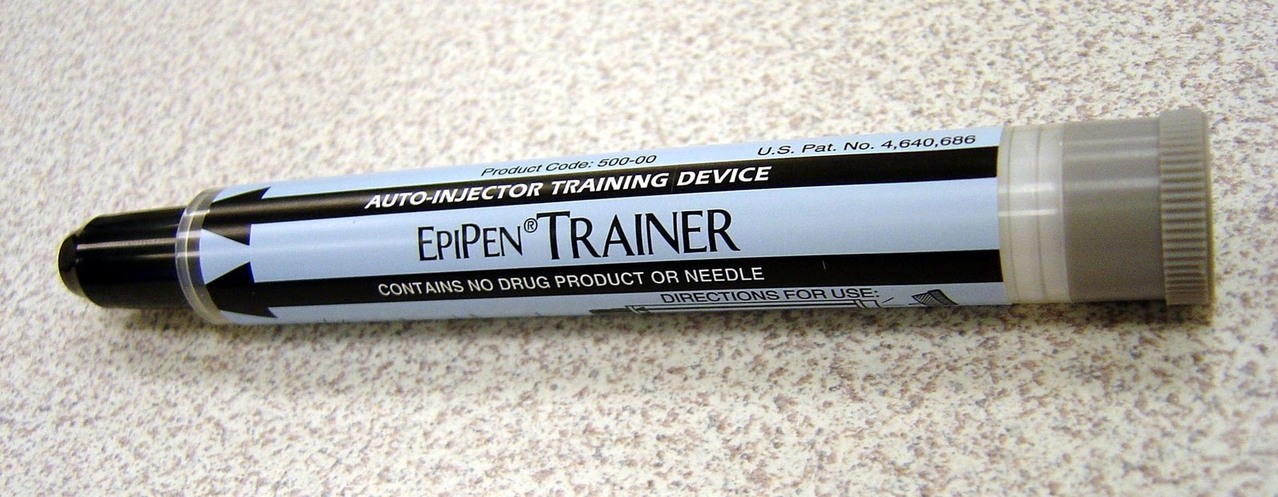 Product Code: 500-00
U.S. Pat. No. 4,640,686
AUTO-INJECTOR TRAINING DEVICE
EPIPEN® TRAINER
CONTAINS NO DRUG PRODUCT OR NEEDLE
DIRECTIONS FOR USE: